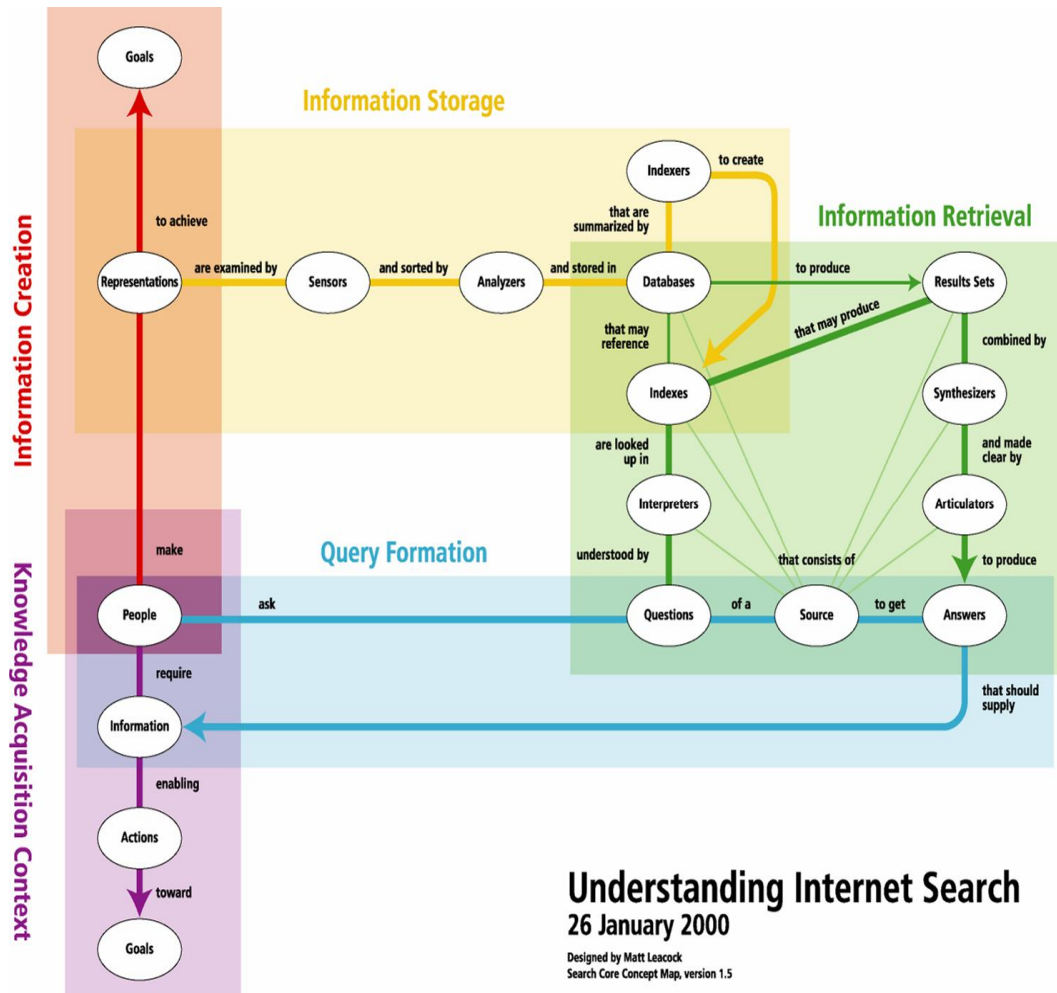 Goals
Information Storage
Indexers
to create
that are
summarized by
to achieve
Information Retrieval
Information Creation
Representations
are examined by
Sensors
and sorted by
Analyzers
and stored in
Databases
to produce
Results Sets
that may
reference
that may produce
combined by
Indexes
Synthesizers
are looked
up in
and made
clear by
Interpreters
Articulators
make
Query Formation
understood by
that consists of
to produce
People
ask
Questions
of a
Source
to get
Answers
Knowledge Acquisition Context
require
that should
supply
Information
enabling
Actions
toward
Goals
Understanding Internet Search
26 January 2000
Designed by Matt Leacock
Search Core Concept Map, version 1.5